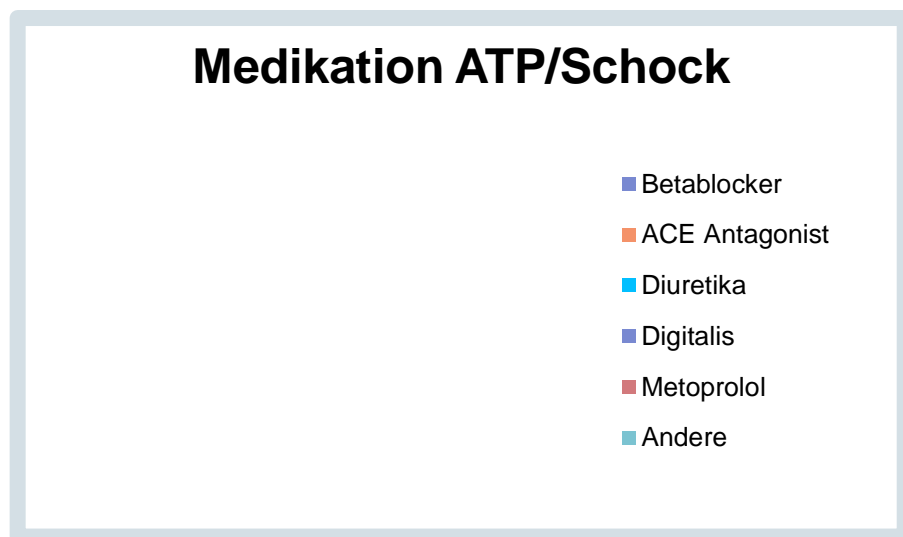 Medikation ATP/Schock
Betablocker
ACE Antagonist
Diuretika
Digitalis
Metoprolol
Andere